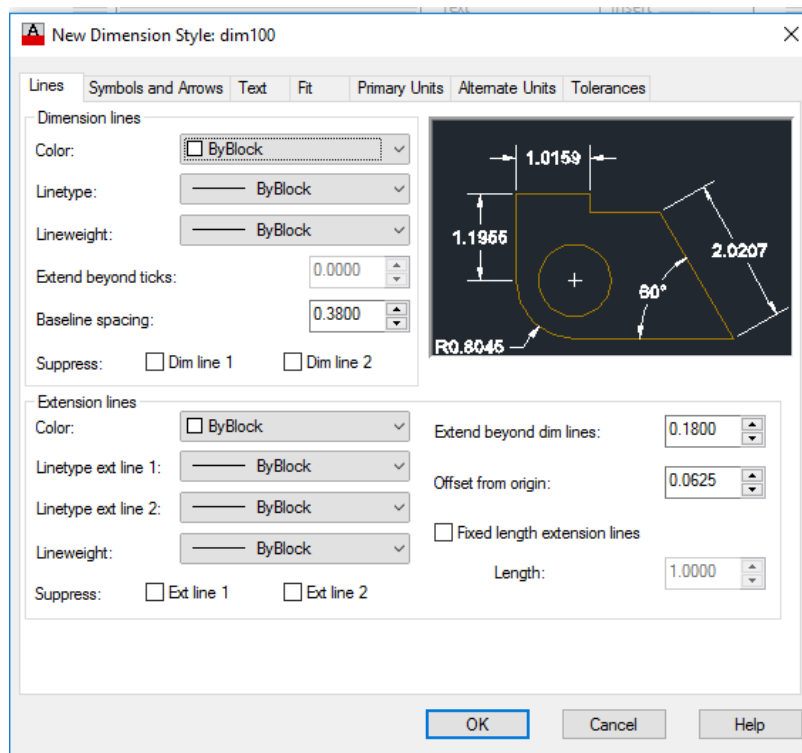 New Dimension Style: dim100
Lines Symbols and Arrows Text Fit Primary Units Alternate Units Tolerances
Dimension lines
Color: ByBlock
Linetype: ByBlock
Lineweight: ByBlock
Extend beyond ticks: 0.0000
Baseline spacing: 0.3800
Suppress: Dim line 1 Dim line 2
1.0159
1.1955
2.0207
60°
R0.8045
Extension lines
Color: ByBlock
Linetype ext line 1: ByBlock
Linetype ext line 2: ByBlock
Lineweight: ByBlock
Suppress: Ext line 1 Ext line 2
Extend beyond dim lines: 0.1800
Offset from origin: 0.0625
Fixed length extension lines
Length: 1.0000
OK Cancel Help